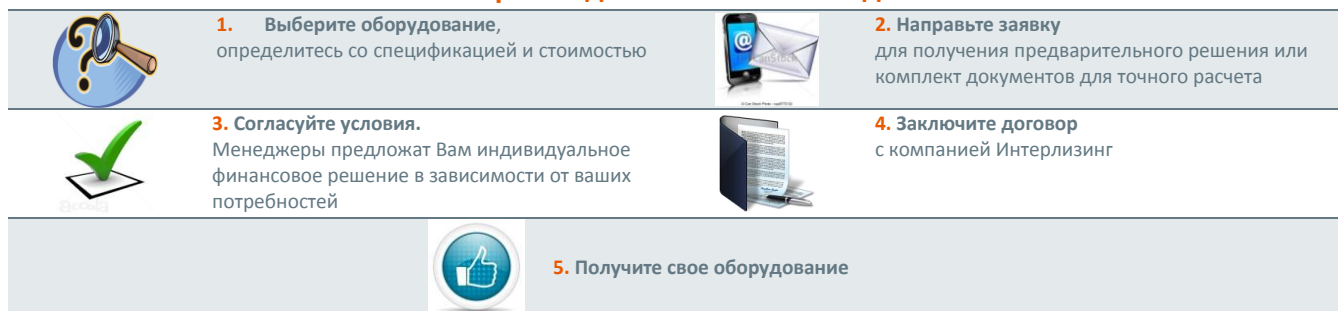 1. Выберите оборудование,
определитесь со спецификацией и стоимостью
2. Направьте заявку
для получения предварительного решения или
комплект документов для точного расчета
3. Согласуйте условия.
Менеджеры предложат Вам индивидуальное
финансовое решение в зависимости от ваших
потребностей
4. Заключите договор
с компанией Интерлизинг
5. Получите свое оборудование